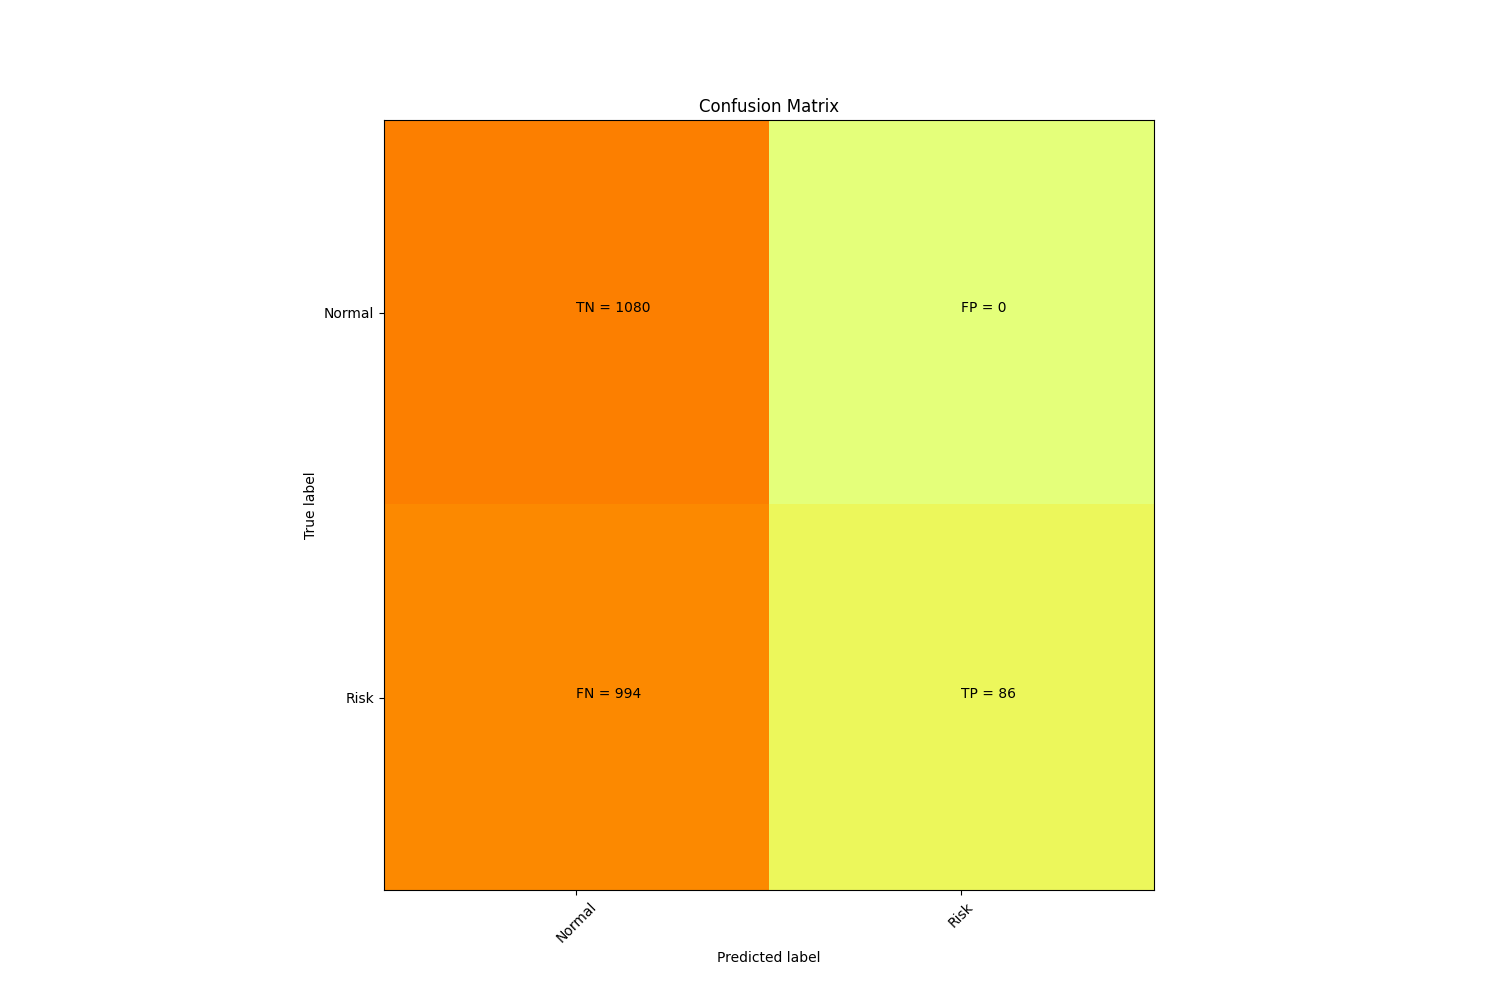 Confusion Matrix
Normal
TN = 1080
FP = 0
True label
Risk
FN = 994
TP = 86
Normal
Risk
Predicted label